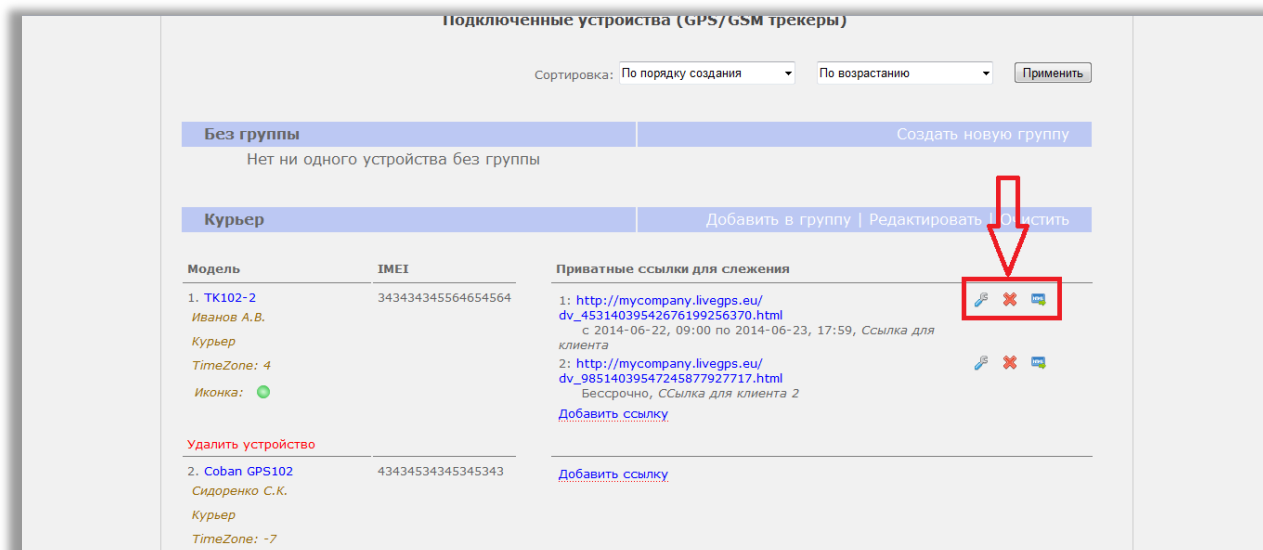 Подключенные устройства (GPS/GSM трекеры)
Сортировка: По порядку создания По возрастанию Применить
Без группы Создать новую группу
Нет ни одного устройства без группы
Курьер Добавить в группу | Редактировать | Очистить
Модель IMEI Приватные ссылки для слежения
1. TK102-2 343434345564654564 1: http://mycompany.livegps.eu/
dv_45314039542676199256370.html
Иванов А.В.
с 2014-06-22, 09:00 по 2014-06-23, 17:59, Ссылка для
клиента
Курьер
TimeZone: 4 2: http://mycompany.livegps.eu/
dv_98514039547245877927717.html
Иконка: Бессрочно, ССылка для клиента 2
Добавить ссылку
Удалить устройство
2. Coban GPS102 43434534345345343 Добавить ссылку
Сидоренко С.К.
Курьер
TimeZone: -7